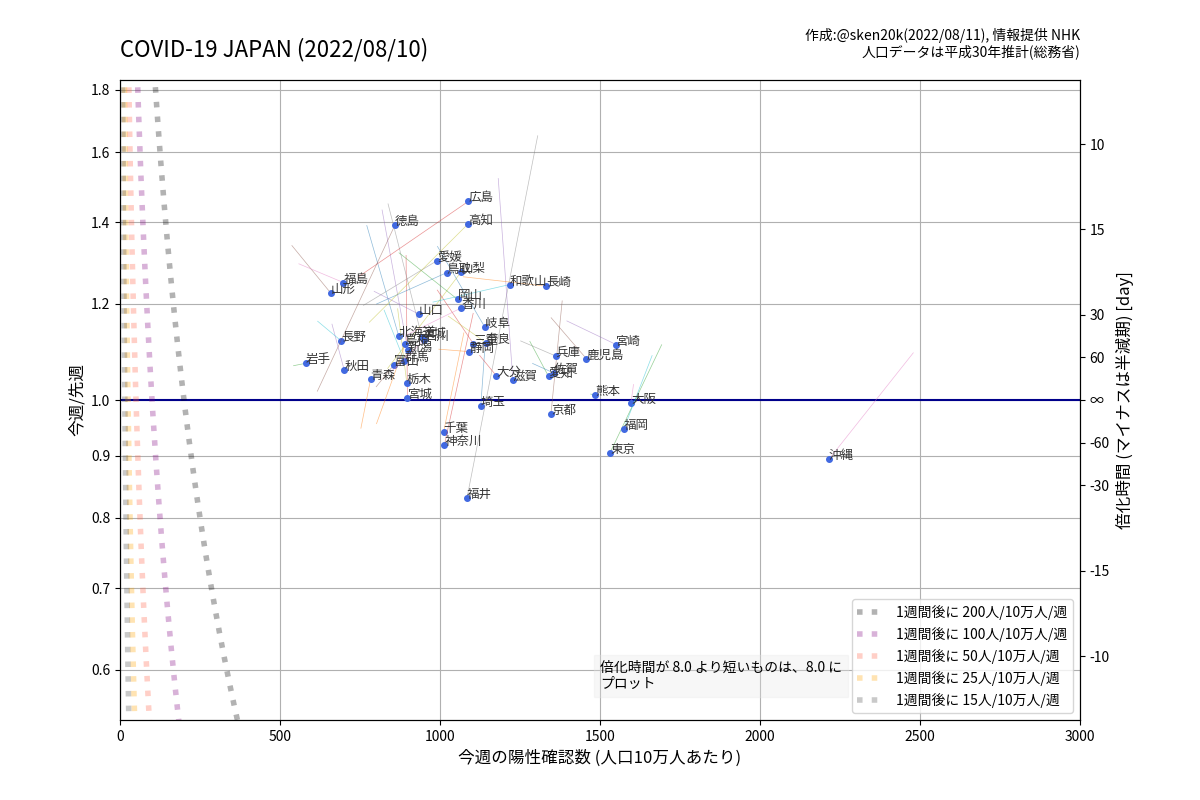 COVID-19 JAPAN (2022/08/10)
作成:@sken20k(2022/08/11), 情報提供 NHK
人口データは平成30年推計(総務省)
今週/先週
1.8
1.6
1.4
1.2
1.0
0.9
0.8
0.7
0.6
広島
徳島
高知
愛媛
鳥取
山梨
福島
山形
和歌山
長崎
岡山
香川
山口
岐阜
北海道
茨城
石川
長野
三重
奈良
宮崎
新潟
静岡
兵庫
鹿児島
群馬
岩手
富山
秋田
青森
栃木
大分
滋賀
愛知
佐賀
宮城
埼玉
熊本
大阪
京都
千葉
神奈川
福岡
東京
沖縄
福井
10
15
30
60
∞
-60
-30
-15
-10
倍化時間 (マイナスは半減期) [day]
倍化時間が 8.0 より短いものは、8.0 に
プロット
1週間後に 200人/10万人/週
1週間後に 100人/10万人/週
1週間後に 50人/10万人/週
1週間後に 25人/10万人/週
1週間後に 15人/10万人/週
0
500
1000
1500
2000
2500
3000
今週の陽性確認数 (人口10万人あたり)